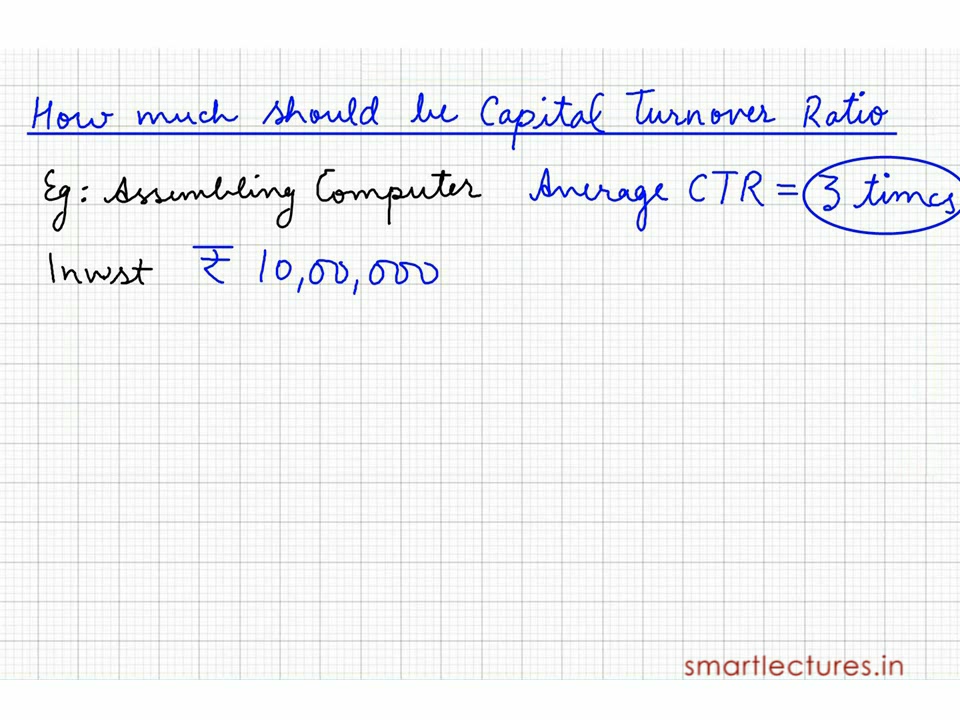 How much should be Capital Turnover Ratio
Eg: Assembling Computer Average CTR = 3 times
Invest ₹ 10,00,000
smartlectures.in